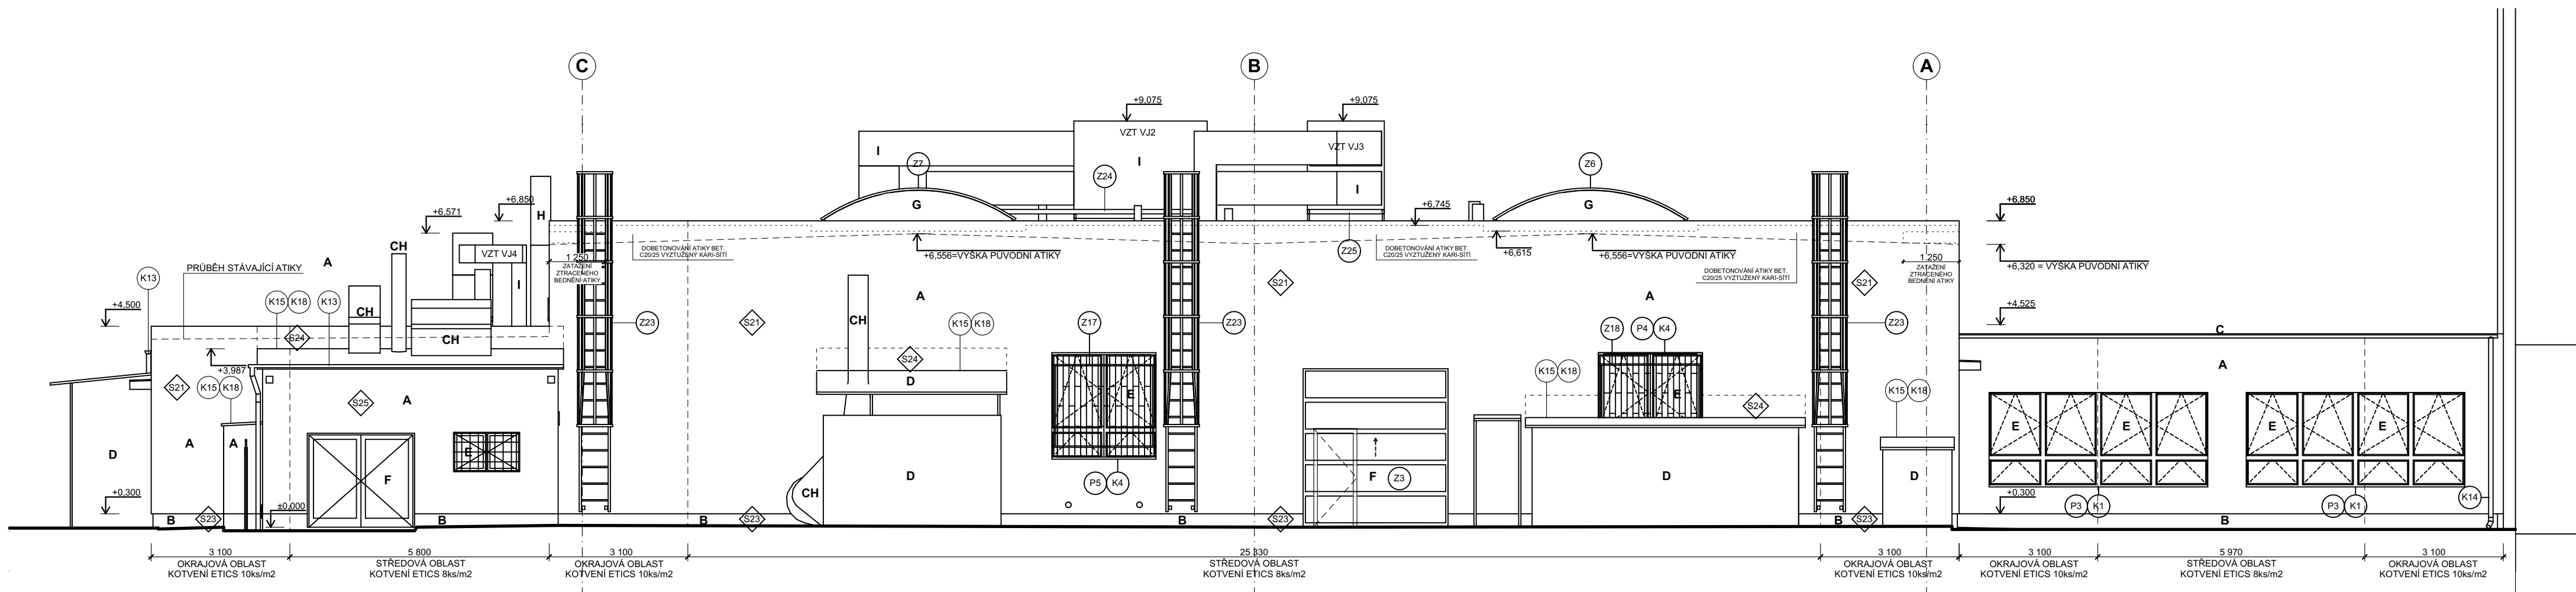 C
B
A
+9,075
+9,075
VZT VJ2
VZT VJ3
I
I
I
Z7
Z6
Z24
Z25
G
G
+6,850
+6,571
H
CH
VZT VJ4
I
+6,745
+6,850
+6,615
+6,556=VÝŠKA PŮVODNÍ ATIKY
+6,556=VÝŠKA PŮVODNÍ ATIKY
+6,320 = VÝŠKA PŮVODNÍ ATIKY
DOBETONOVÁNÍ ATIKY BET.
C20/25 VYZTUŽENÝ KARI-SÍTÍ
DOBETONOVÁNÍ ATIKY BET.
C20/25 VYZTUŽENÝ KARI-SÍTÍ
DOBETONOVÁNÍ ATIKY BET.
C20/25 VYZTUŽENÝ KARI-SÍTÍ
1 250
ZATAŽENÍ
ZTRACENÉHO
BEDNĚNÍ ATIKY
1 250
ZATAŽENÍ
ZTRACENÉHO
BEDNĚNÍ ATIKY
PRŮBĚH STÁVAJÍCÍ ATIKY
A
K13
K15
K18
K13
+4,500
S24
CH
CH
+3,987
S21
K15
K18
S25
A
A
A
D
E
F
+0,300
±0,000
B
S23
B
Z23
S21
A
S21
A
S21
CH
K15
K18
Z17
Z23
S24
D
D
CH
E
P5
K4
Z18
P4
K4
E
K15
K18
S24
D
F
Z3
Z23
K15
K18
D
+4,525
C
A
E
E
E
E
+0,300
P3
K1
P3
K1
K14
B
S23
B
S23
B
S23
B
3 100
OKRAJOVÁ OBLAST
KOTVENÍ ETICS 10ks/m2
5 800
STŘEDOVÁ OBLAST
KOTVENÍ ETICS 8ks/m2
3 100
OKRAJOVÁ OBLAST
KOTVENÍ ETICS 10ks/m2
25 330
STŘEDOVÁ OBLAST
KOTVENÍ ETICS 8ks/m2
3 100
OKRAJOVÁ OBLAST
KOTVENÍ ETICS 10ks/m2
3 100
OKRAJOVÁ OBLAST
KOTVENÍ ETICS 10ks/m2
5 970
STŘEDOVÁ OBLAST
KOTVENÍ ETICS 8ks/m2
3 100
OKRAJOVÁ OBLAST
KOTVENÍ ETICS 10ks/m2